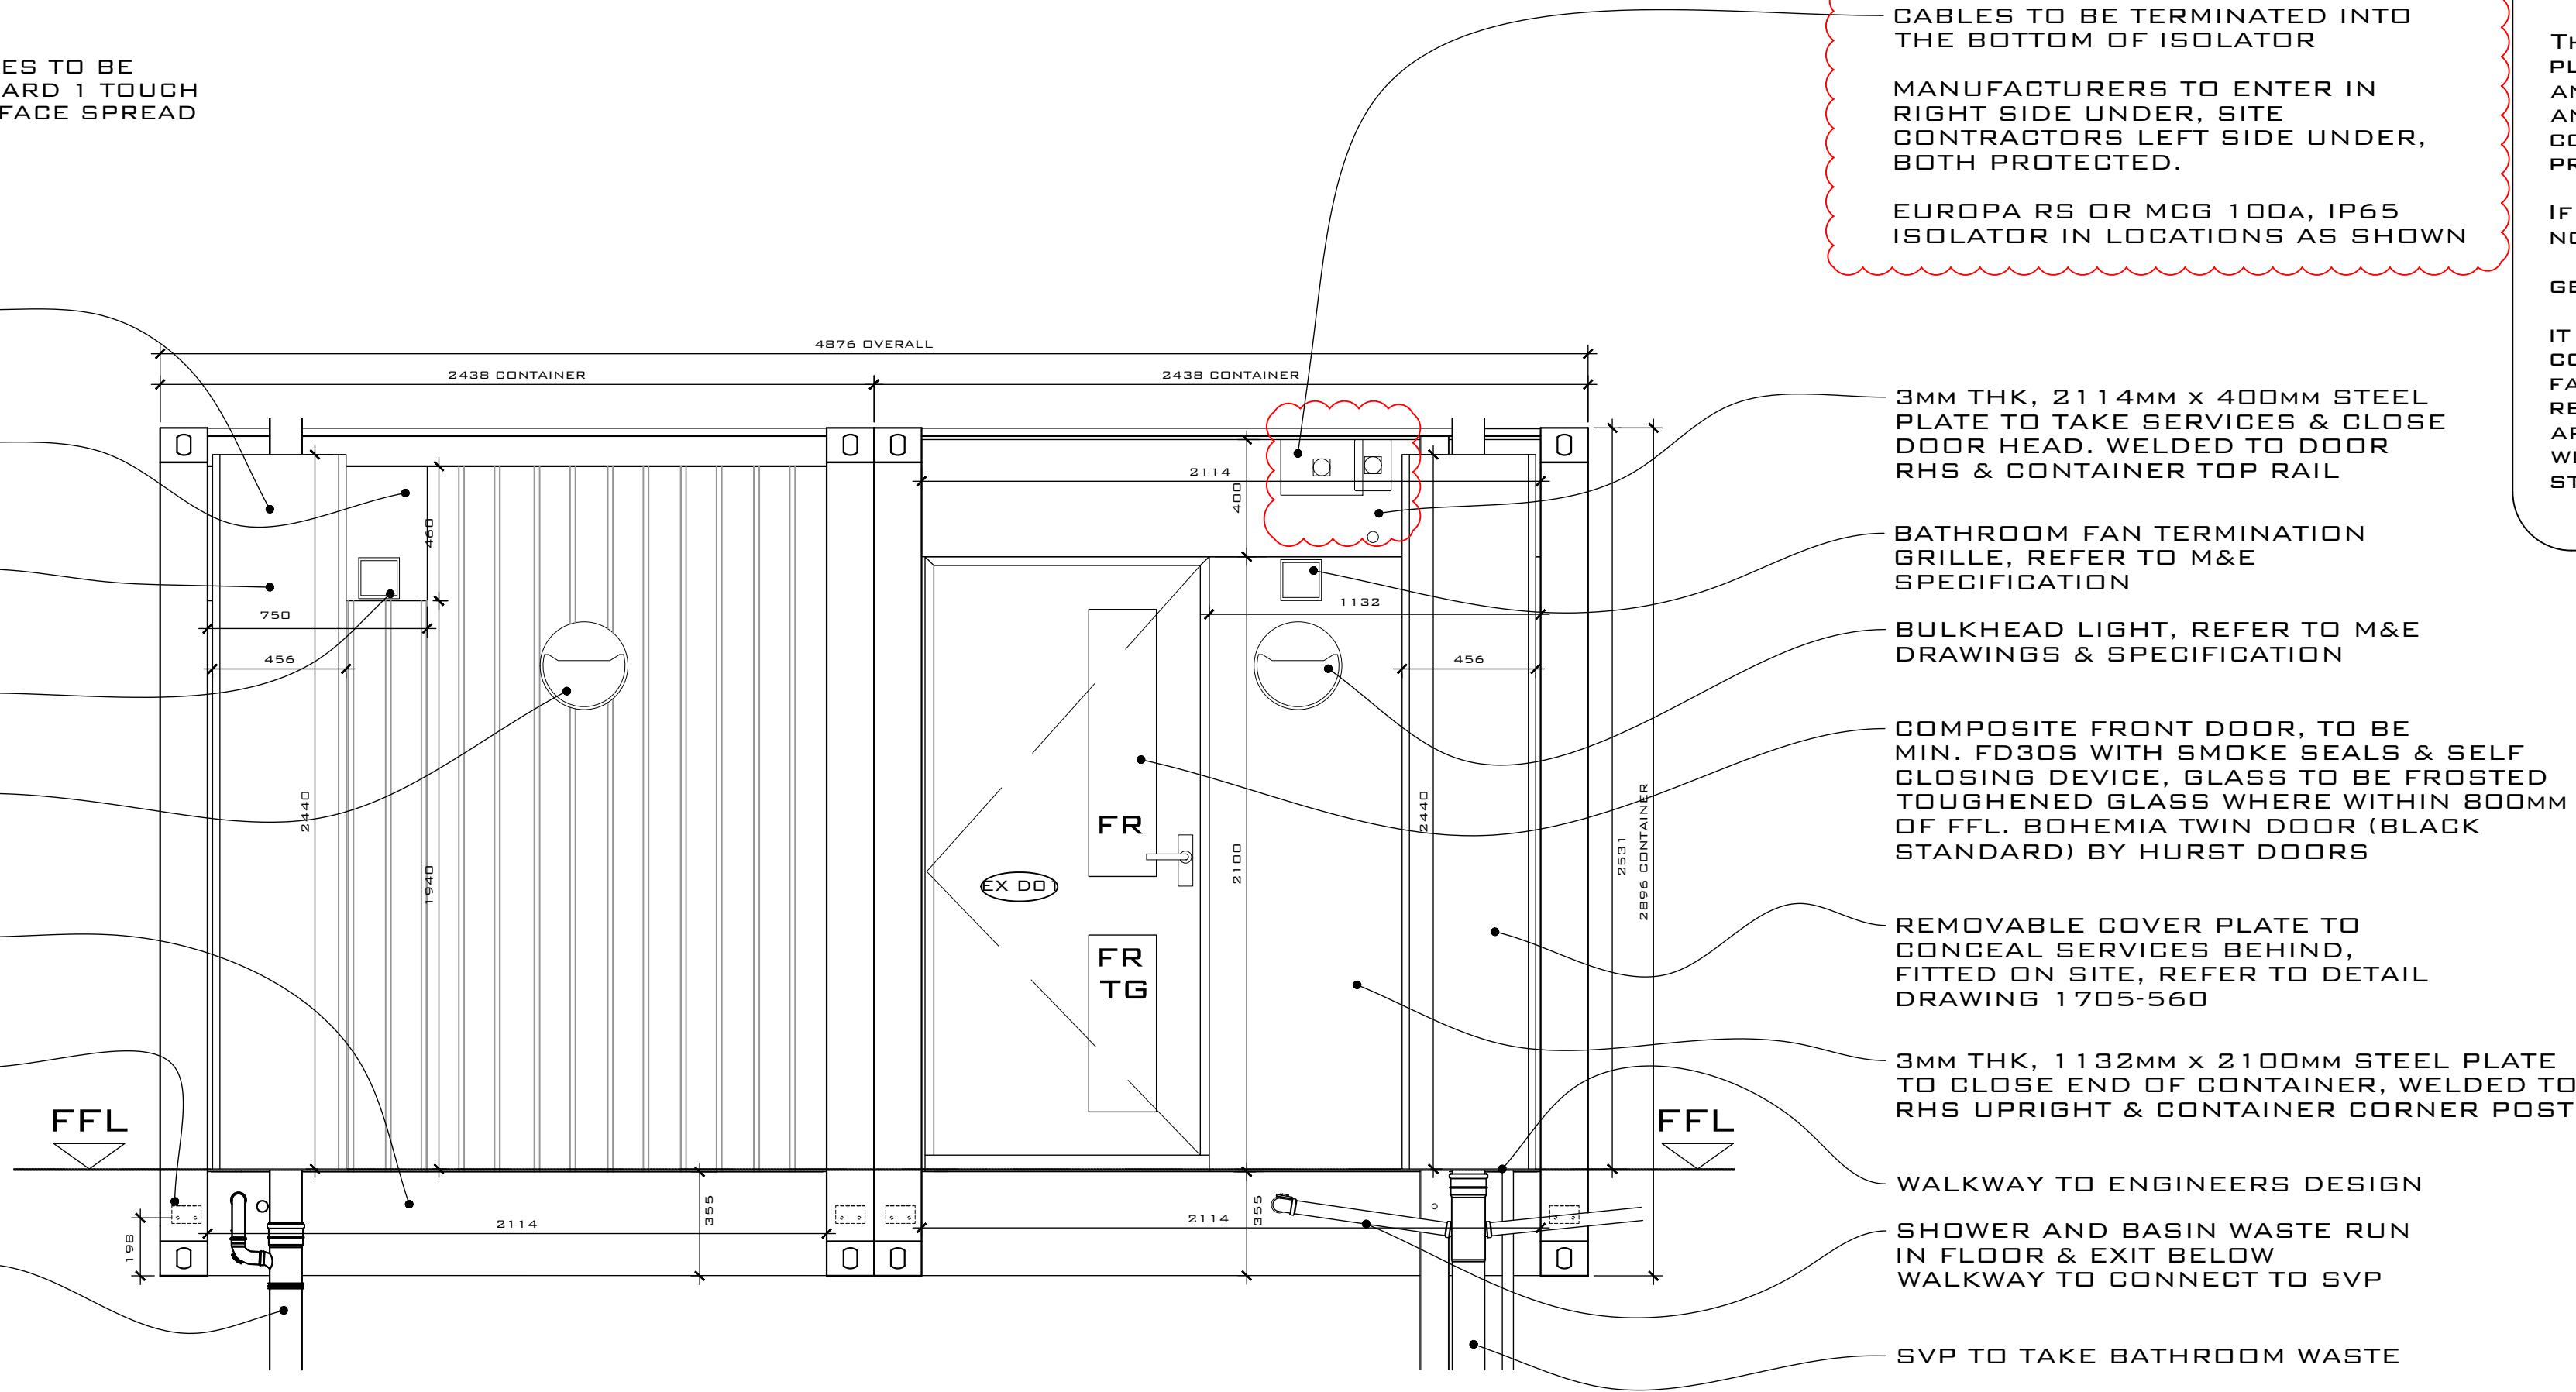 ES TO BE
ARD 1 TOUCH
FACE SPREAD
CABLES TO BE TERMINATED INTO
THE BOTTOM OF ISOLATOR
MANUFACTURERS TO ENTER IN
RIGHT SIDE UNDER, SITE
CONTRACTORS LEFT SIDE UNDER,
BOTH PROTECTED.
EUROPA RS OR MCG 100A, IP65
ISOLATOR IN LOCATIONS AS SHOWN
IF
IT
4876 OVERALL
2438 CONTAINER
2438 CONTAINER
3MM THK, 2114MM X 400MM STEEL
PLATE TO TAKE SERVICES & CLOSE
DOOR HEAD. WELDED TO DOOR
RHS & CONTAINER TOP RAIL
BATHROOM FAN TERMINATION
GRILLE, REFER TO M&E
SPECIFICATION
BULKHEAD LIGHT, REFER TO M&E
DRAWINGS & SPECIFICATION
COMPOSITE FRONT DOOR, TO BE
MIN. FD30S WITH SMOKE SEALS & SELF
CLOSING DEVICE, GLASS TO BE FROSTED
TOUGHENED GLASS WHERE WITHIN 800MM
OF FFL. BOHEMIA TWIN DOOR (BLACK
STANDARD) BY HURST DOORS
REMOVABLE COVER PLATE TO
CONCEAL SERVICES BEHIND,
FITTED ON SITE, REFER TO DETAIL
DRAWING 1705-560
3MM THK, 1132MM X 2100MM STEEL PLATE
TO CLOSE END OF CONTAINER, WELDED TO
RHS UPRIGHT & CONTAINER CORNER POST
WALKWAY TO ENGINEERS DESIGN
SHOWER AND BASIN WASTE RUN
IN FLOOR & EXIT BELOW
WALKWAY TO CONNECT TO SVP
SVP TO TAKE BATHROOM WASTE
2114
400
460
750
456
1132
456
2440
1940
2100
2440
2531
2896 CONTAINER
FR
EX D01
FR
TG
FFL
FFL
2114
355
2114
355
198